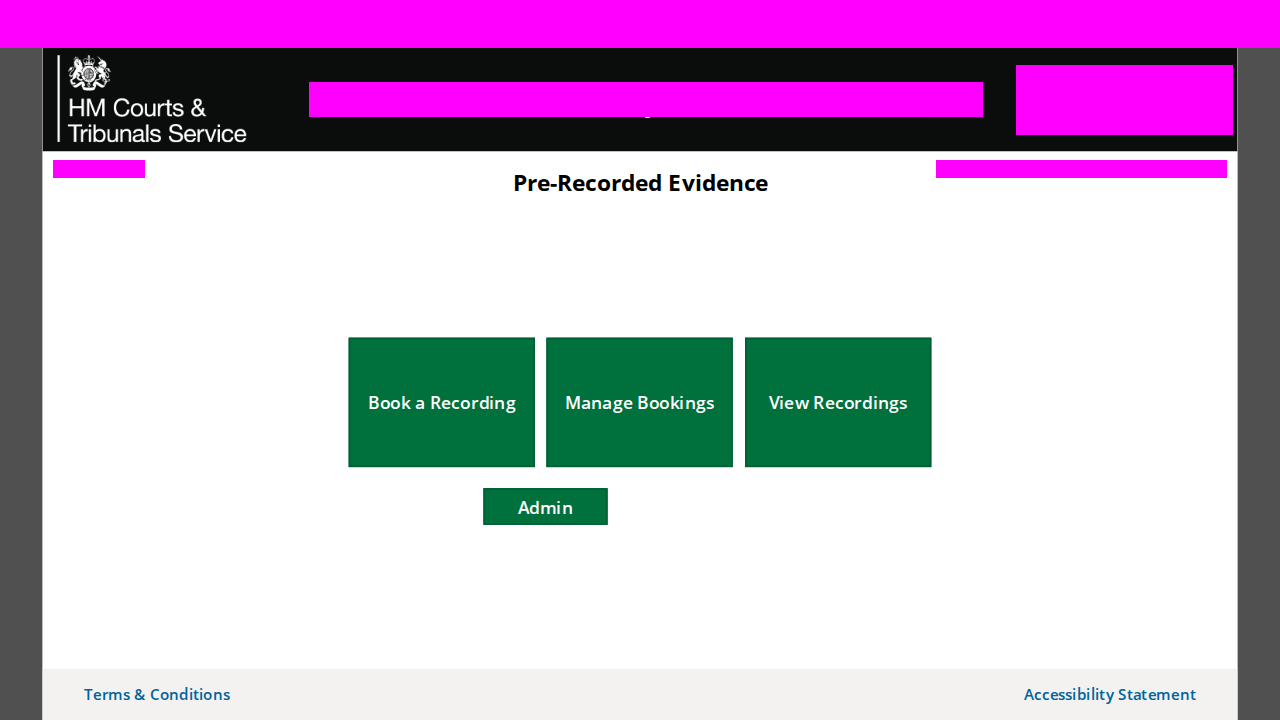 HM Courts &
Tribunals Service
Pre-Recorded Evidence
Book a Recording
Manage Bookings
View Recordings
Admin
Terms & Conditions
Accessibility Statement